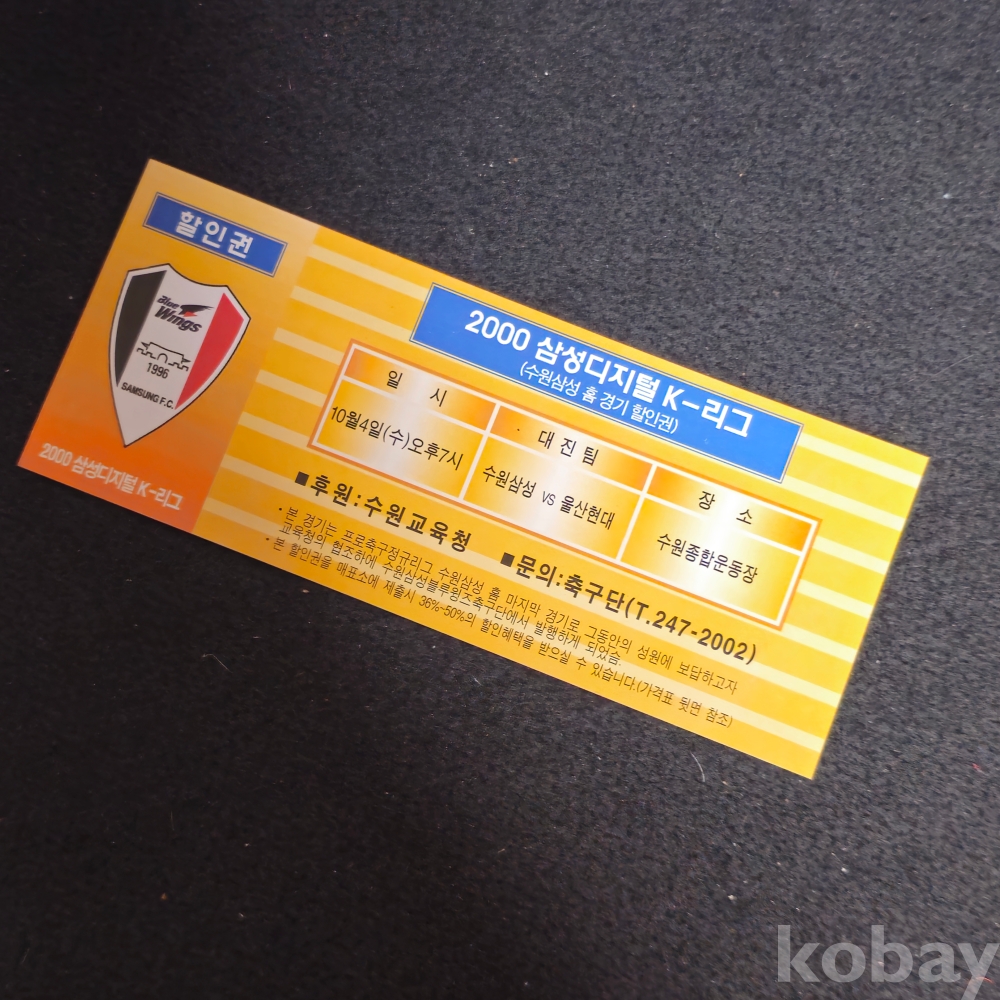 할인권
Blue
Wings
1996
SAMSUNG F.C.
2000 삼성디지털 K-리그
2000 삼성디지털 K-리그
(수원삼성 홈 경기 할인권)
일 시
대 진 팀
장 소
10월4일(수)오후7시
수원삼성 vs 울산현대
수원종합운동장
■후원:수원교육청 ■문의:축구단(T.247-2002)
· 본 경기는 프로축구정규리그 수원삼성 홈 마지막 경기로 그동안의 성원에 보답하고자
교육청의 협조하에 수원삼성블루윙즈축구단에서 발행하게 되었슴.
· 본 할인권을 매표소에 제출시 36%~50%의 할인혜택을 받으실 수 있습니다.(가격표 뒷면 참조)
kobay